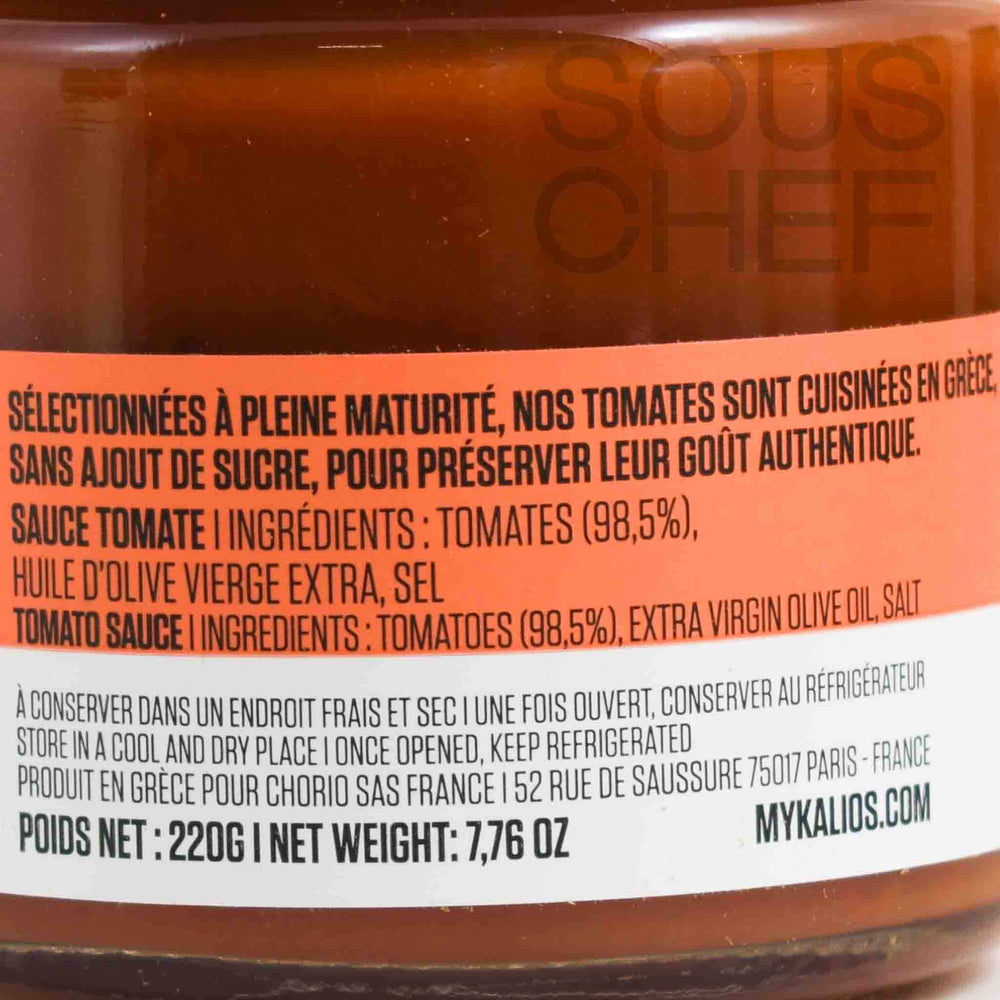 SOUS
CHEF
SÉLECTIONNÉES À PLEINE MATURITÉ, NOS TOMATES SONT CUISINÉES EN GRÈCE,
SANS AJOUT DE SUCRE, POUR PRÉSERVER LEUR GOÛT AUTHENTIQUE.
SAUCE TOMATE | INGRÉDIENTS : TOMATES (98,5%),
HUILE D'OLIVE VIERGE EXTRA, SEL
TOMATO SAUCE | INGREDIENTS : TOMATOES (98,5%), EXTRA VIRGIN OLIVE OIL, SALT
À CONSERVER DANS UN ENDROIT FRAIS ET SEC | UNE FOIS OUVERT, CONSERVER AU RÉFRIGÉRATEUR
STORE IN A COOL AND DRY PLACE | ONCE OPENED, KEEP REFRIGERATED
PRODUIT EN GRÈCE POUR CHORIO SAS FRANCE | 52 RUE DE SAUSSURE 75017 PARIS - FRANCE
POIDS NET : 220G | NET WEIGHT: 7,76 OZ
MYKALIOS.COM